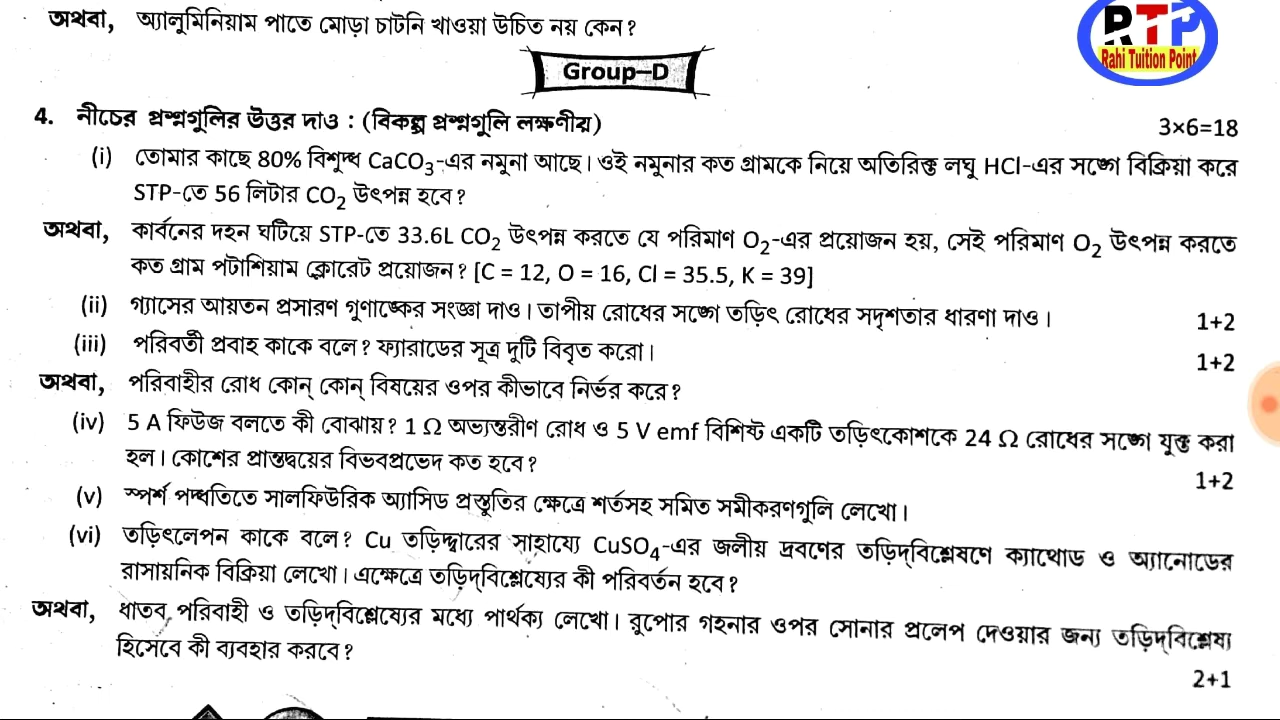 অথবা, অ্যালুমিনিয়াম পাতে মোড়া চাটনি খাওয়া উচিত নয় কেন?
RTP
Rahi Tuition Point
Group–D
4. নীচের প্রশ্নগুলির উত্তর দাও : (বিকল্প প্রশ্নগুলি লক্ষণীয়) 3×6=18
(i) তোমার কাছে 80% বিশুদ্ধ CaCO₃-এর নমুনা আছে। ওই নমুনার কত গ্রামকে নিয়ে অতিরিক্ত লঘু HCl-এর সঙ্গে বিক্রিয়া করে
STP-তে 56 লিটার CO₂ উৎপন্ন হবে?
অথবা, কার্বনের দহন ঘটিয়ে STP-তে 33.6L CO₂ উৎপন্ন করতে যে পরিমাণ O₂-এর প্রয়োজন হয়, সেই পরিমাণ O₂ উৎপন্ন করতে
কত গ্রাম পটাশিয়াম ক্লোরেট প্রয়োজন? [C = 12, O = 16, Cl = 35.5, K = 39]
(ii) গ্যাসের আয়তন প্রসারণ গুণাঙ্কের সংজ্ঞা দাও। তাপীয় রোধের সঙ্গে তড়িৎ রোধের সদৃশতার ধারণা দাও। 1+2
(iii) পরিবর্তী প্রবাহ কাকে বলে? ফ্যারাডের সূত্র দুটি বিবৃত করো। 1+2
অথবা, পরিবাহীর রোধ কোন্ কোন্ বিষয়ের ওপর কীভাবে নির্ভর করে?
(iv) 5 A ফিউজ বলতে কী বোঝায়? 1 Ω অভ্যন্তরীণ রোধ ও 5 V emf বিশিষ্ট একটি তড়িৎকোশকে 24 Ω রোধের সঙ্গে যুক্ত করা
হল। কোশের প্রান্তদ্বয়ের বিভবপ্রভেদ কত হবে? 1+2
(v) স্পর্শ পদ্ধতিতে সালফিউরিক অ্যাসিড প্রস্তুতির ক্ষেত্রে শর্তসহ সমিত সমীকরণগুলি লেখো।
(vi) তড়িৎলেপন কাকে বলে? Cu তড়িদ্দ্বারের সাহায্যে CuSO₄-এর জলীয় দ্রবণের তড়িদ্‌বিশ্লেষণে ক্যাথোড ও অ্যানোডের
রাসায়নিক বিক্রিয়া লেখো। এক্ষেত্রে তড়িদ্‌বিশ্লেষ্যের কী পরিবর্তন হবে?
অথবা, ধাতব পরিবাহী ও তড়িদ্‌বিশ্লেষ্যের মধ্যে পার্থক্য লেখো। রুপোর গহনার ওপর সোনার প্রলেপ দেওয়ার জন্য তড়িদ্‌বিশ্লেষ্য
হিসেবে কী ব্যবহার করবে? 2+1